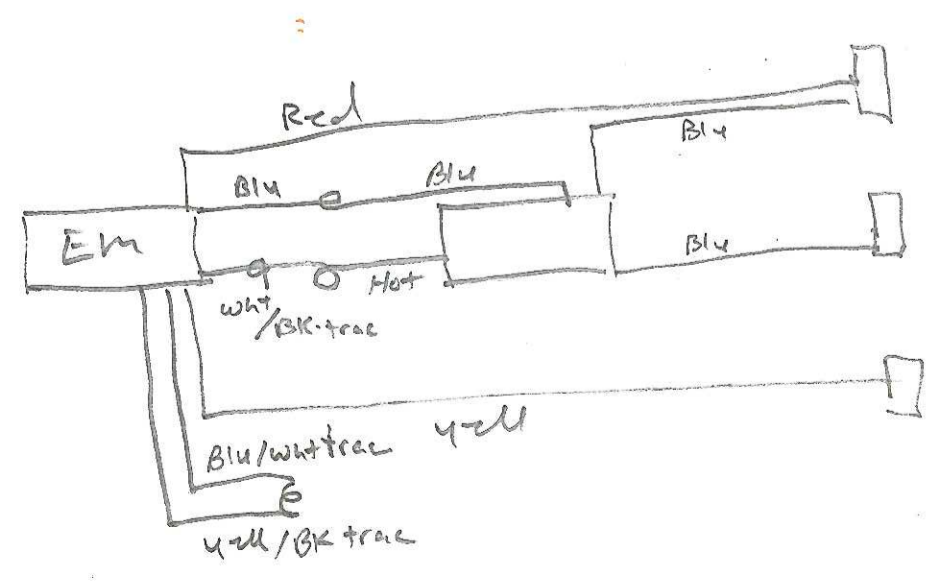 Red
Blu
Blu
Blu
Em
Blu
Hot
Wht
/BK-trac
yell
Blu/Wht trac
yell/BK trac